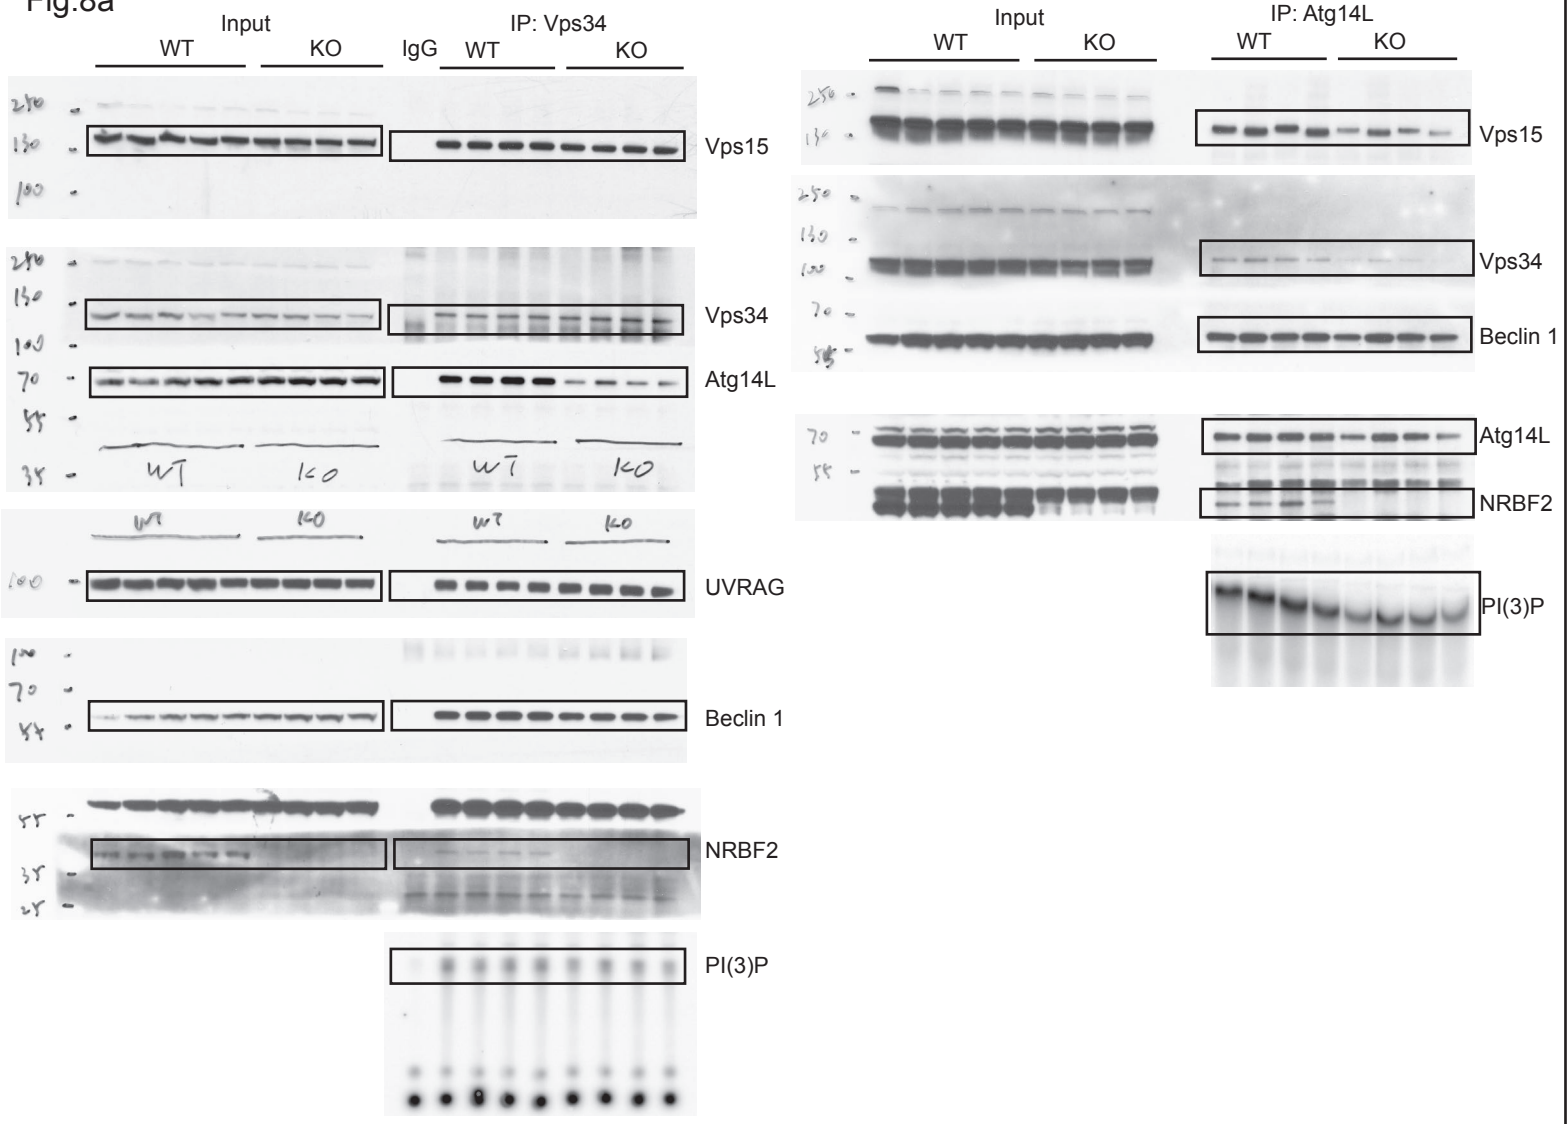 Fig.8a
Input
IP: Vps34
WT
KO
IgG
WT
KO
250
130
100
Vps15
250
130
100
70
55
35
Vps34
Atg14L
WT
KO
WT
KO
WT
KO
WT
KO
100
UVRAG
100
70
Beclin 1
55
35
25
NRBF2
PI(3)P
Input
IP: Atg14L
WT
KO
WT
KO
250
130
Vps15
250
130
100
Vps34
70
Beclin 1
70
55
Atg14L
NRBF2
PI(3)P